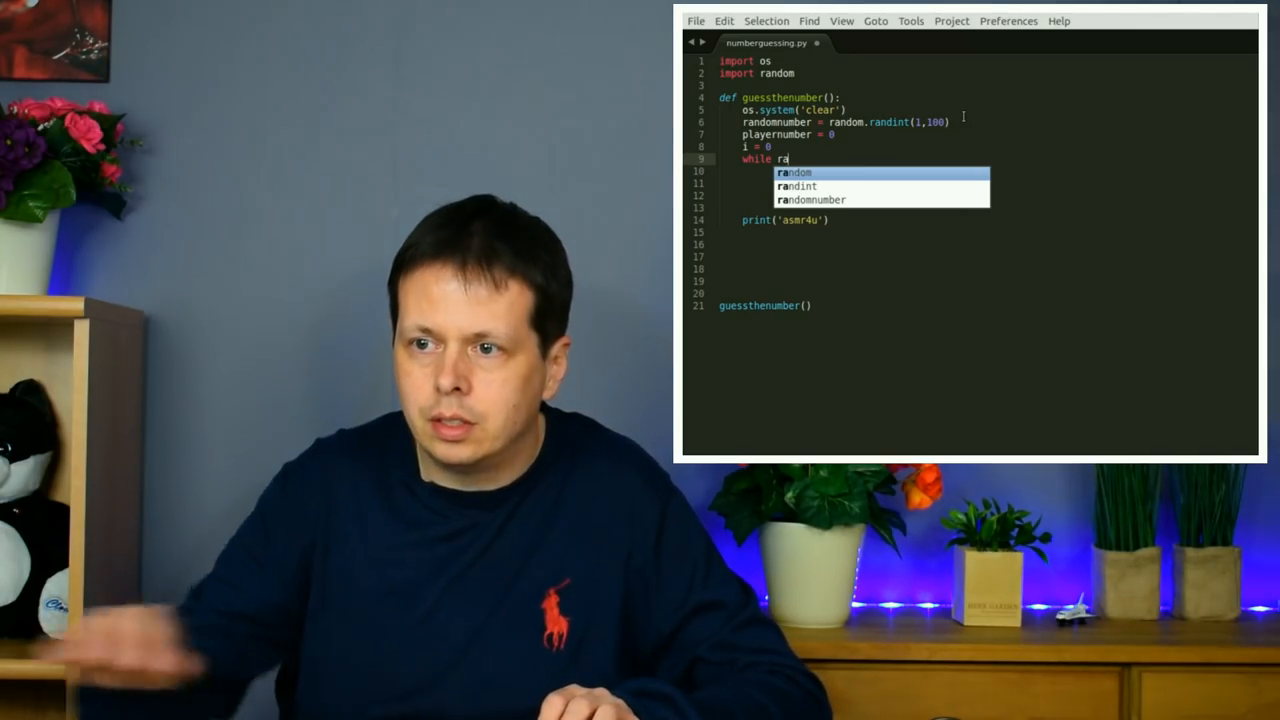 File Edit Selection Find View Goto Tools Project Preferences Help
numberguessing.py
1 import os
2 import random
3
4 def guessthenumber():
5 os.system('clear')
6 randomnumber = random.randint(1,100)
7 playernumber = 0
8 i = 0
9 while ra
10 random
11 randint
12 randomnumber
13
14 print('asmr4u')
15
16
17
18
19
20
21 guessthenumber()